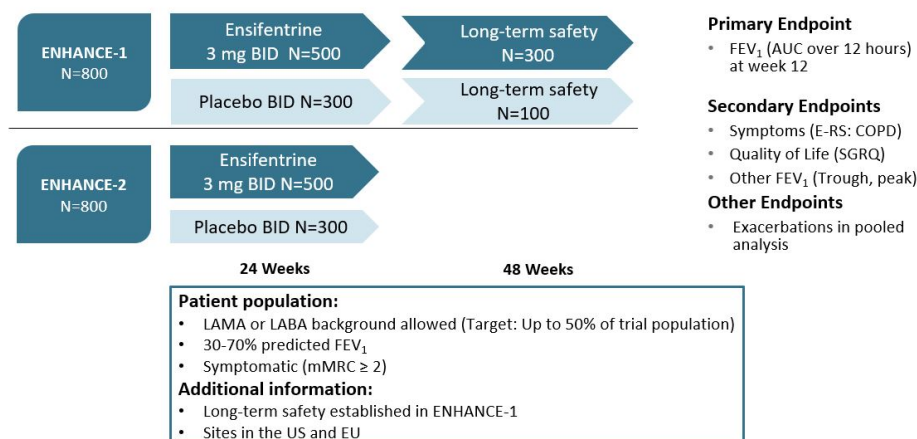 ENHANCE-1
N=800
Ensifentrine
3 mg BID  N=500
Long-term safety
N=300
Placebo BID N=300
Long-term safety
N=100
ENHANCE-2
N=800
Ensifentrine
3 mg BID N=500
Placebo BID N=300
24 Weeks
48 Weeks
Primary Endpoint
• FEV₁ (AUC over 12 hours)
at week 12
Secondary Endpoints
• Symptoms (E-RS: COPD)
• Quality of Life (SGRQ)
• Other FEV₁ (Trough, peak)
Other Endpoints
• Exacerbations in pooled
analysis
Patient population:
• LAMA or LABA background allowed (Target: Up to 50% of trial population)
• 30-70% predicted FEV₁
• Symptomatic (mMRC ≥ 2)
Additional information:
• Long-term safety established in ENHANCE-1
• Sites in the US and EU